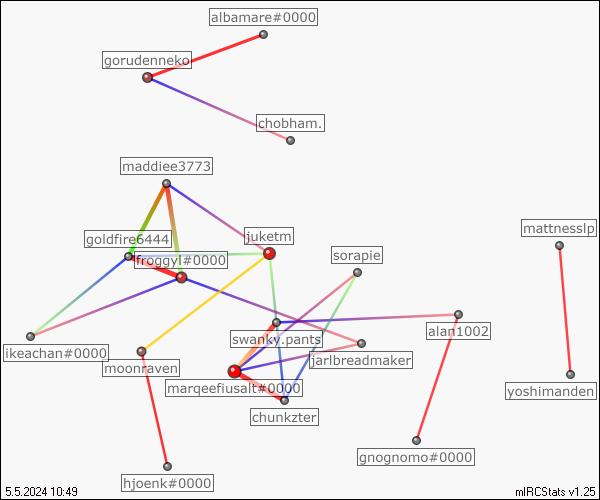 albamare#0000
gorudenneko
chobham.
maddiee3773
mattnesslp
goldfire6444
juketm
froggyl#0000
sorapie
swanky.pants
alan1002
ikeachan#0000
jarlbreadmaker
moonraven
marqeefiusalt#0000
yoshimanden
chunkzter
gnognomo#0000
hjoenk#0000
5.5.2024 10:49
mIRCStats v1.25